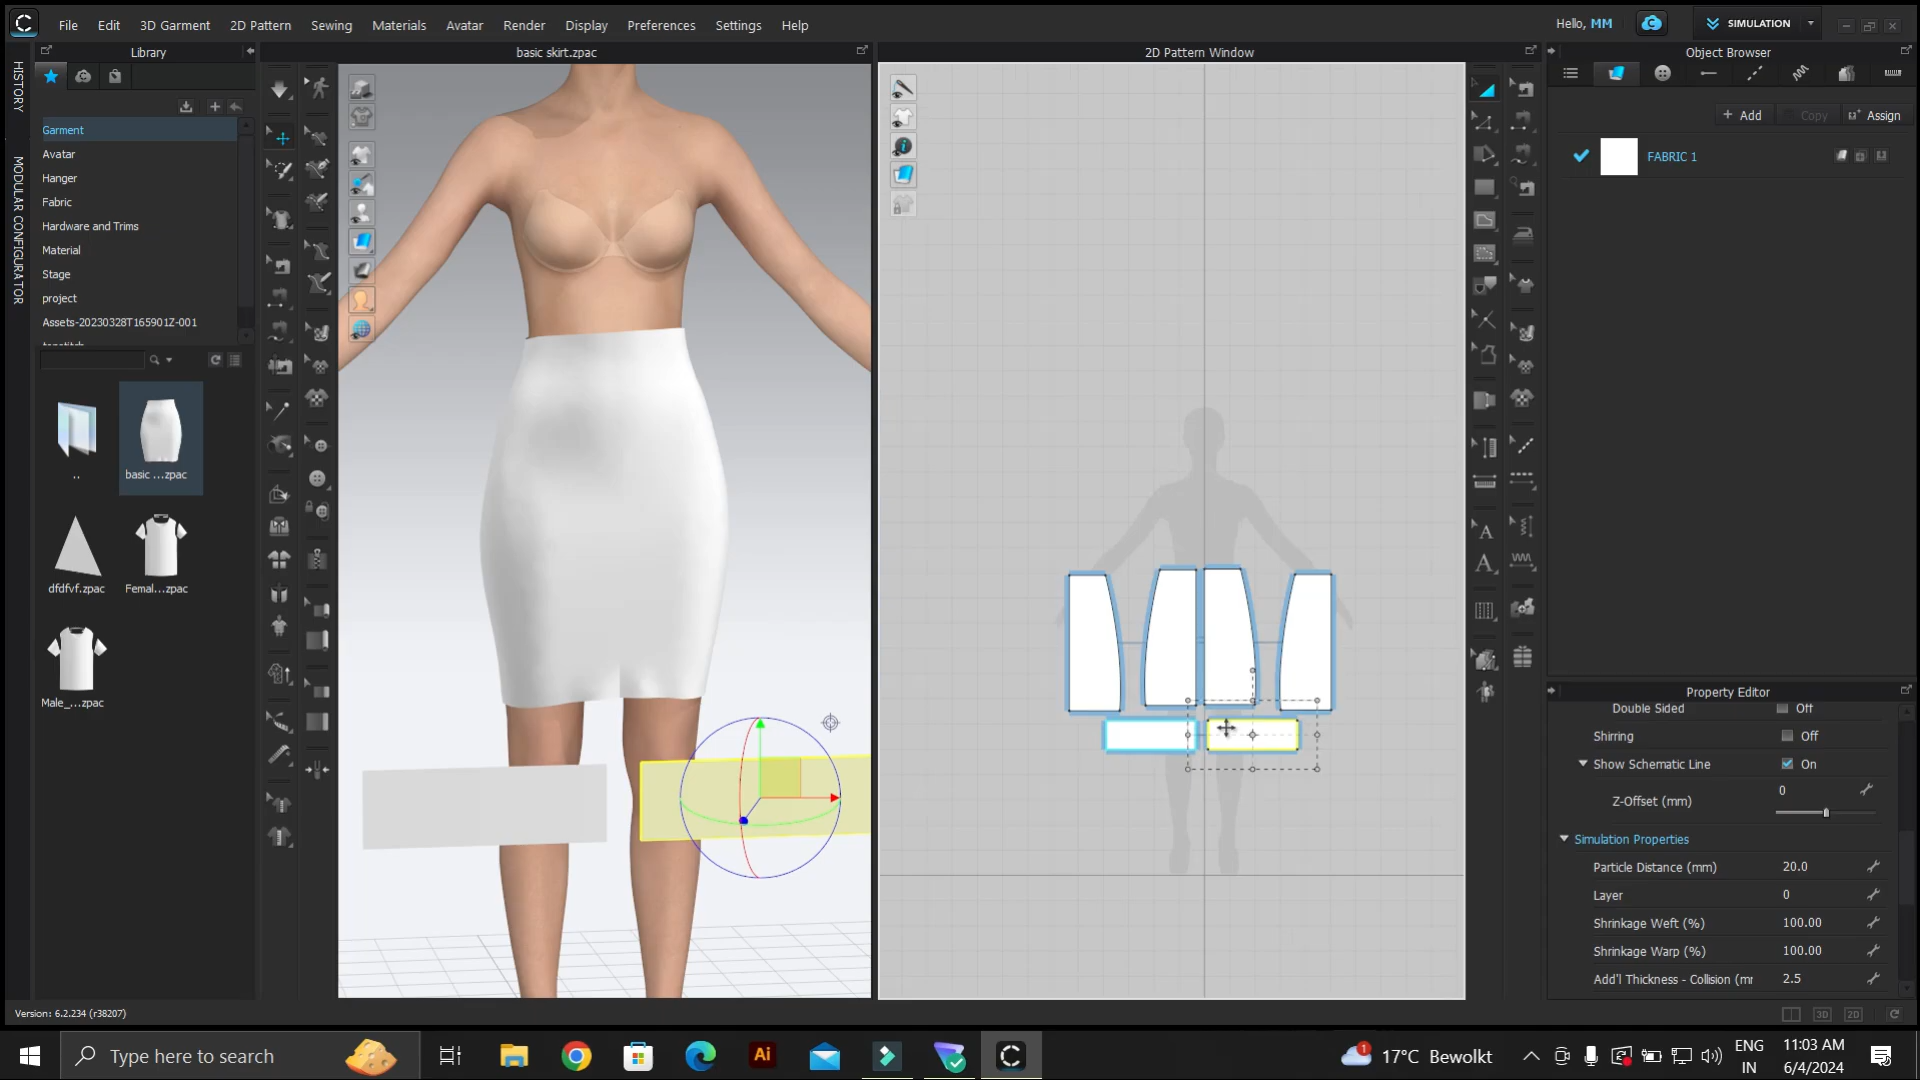 File Edit 3D Garment 2D Pattern Sewing Materials Avatar Render Display Preferences Settings Help
Hello, MM
SIMULATION
Library
basic skirt.zpac
2D Pattern Window
Object Browser
HISTORY
MODULAR CONFIGURATOR
Garment
Avatar
Hanger
Fabric
Hardware and Trims
Material
Stage
project
Assets-20230328T165901Z-001
+ Add
Copy
Assign
FABRIC 1
..
basic ...zpac
dfdfvf.zpac
Femal...zpac
Male_...zpac
Property Editor
Double Sided Off
Shirring Off
Show Schematic Line On
Z-Offset (mm) 0
Simulation Properties
Particle Distance (mm) 20.0
Layer 0
Shrinkage Weft (%) 100.00
Shrinkage Warp (%) 100.00
Add'l Thickness - Collision (mr 2.5
Version: 6.2.234 (r38207)
3D
2D
Type here to search
Ai
1
17°C Bewolkt
ENG
IN
11:03 AM
6/4/2024